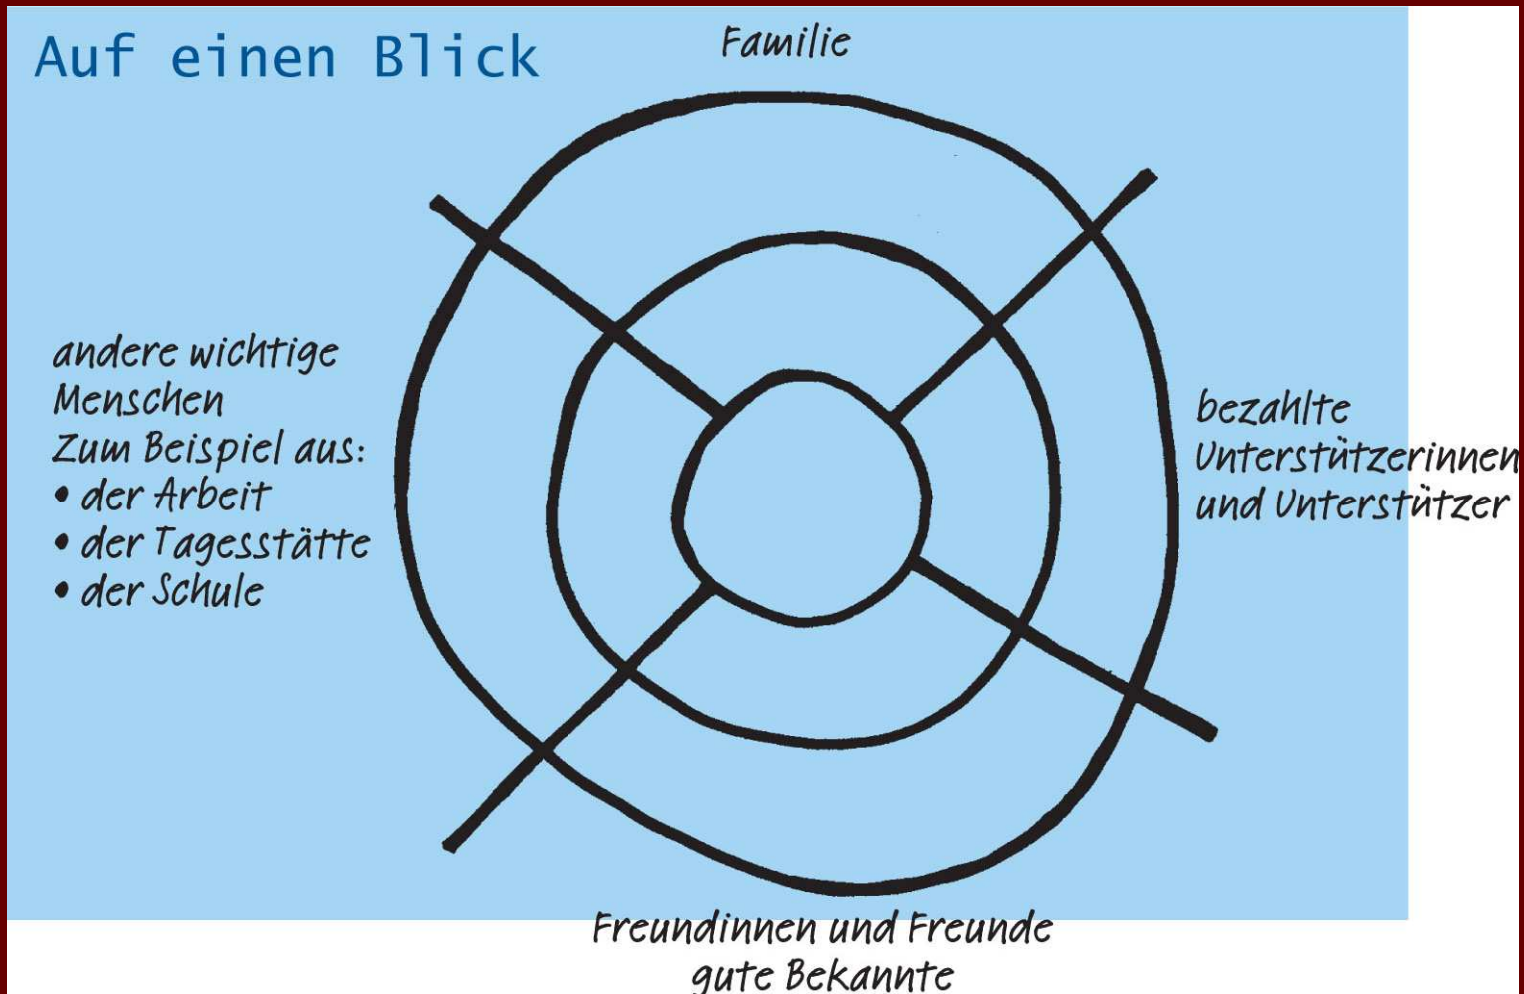 Auf einen Blick
Familie
andere wichtige
Menschen
Zum Beispiel aus:
• der Arbeit
• der Tagesstätte
• der Schule
bezahlte
Unterstützerinnen
und Unterstützer
Freundinnen und Freunde
gute Bekannte